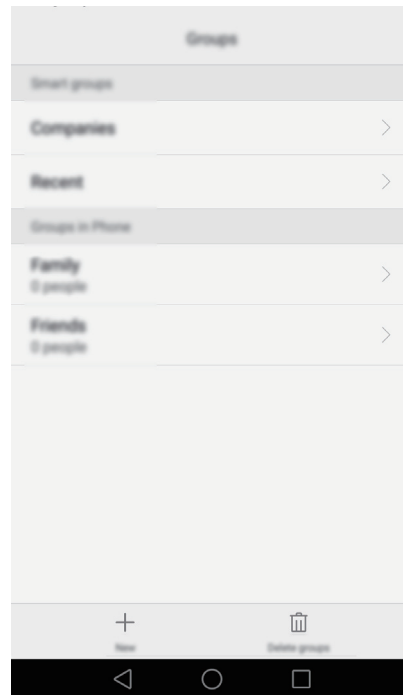 Groups
Smart groups
Companies
Recent
Groups in Phone
Family
0 people
Friends
0 people
New
Delete groups